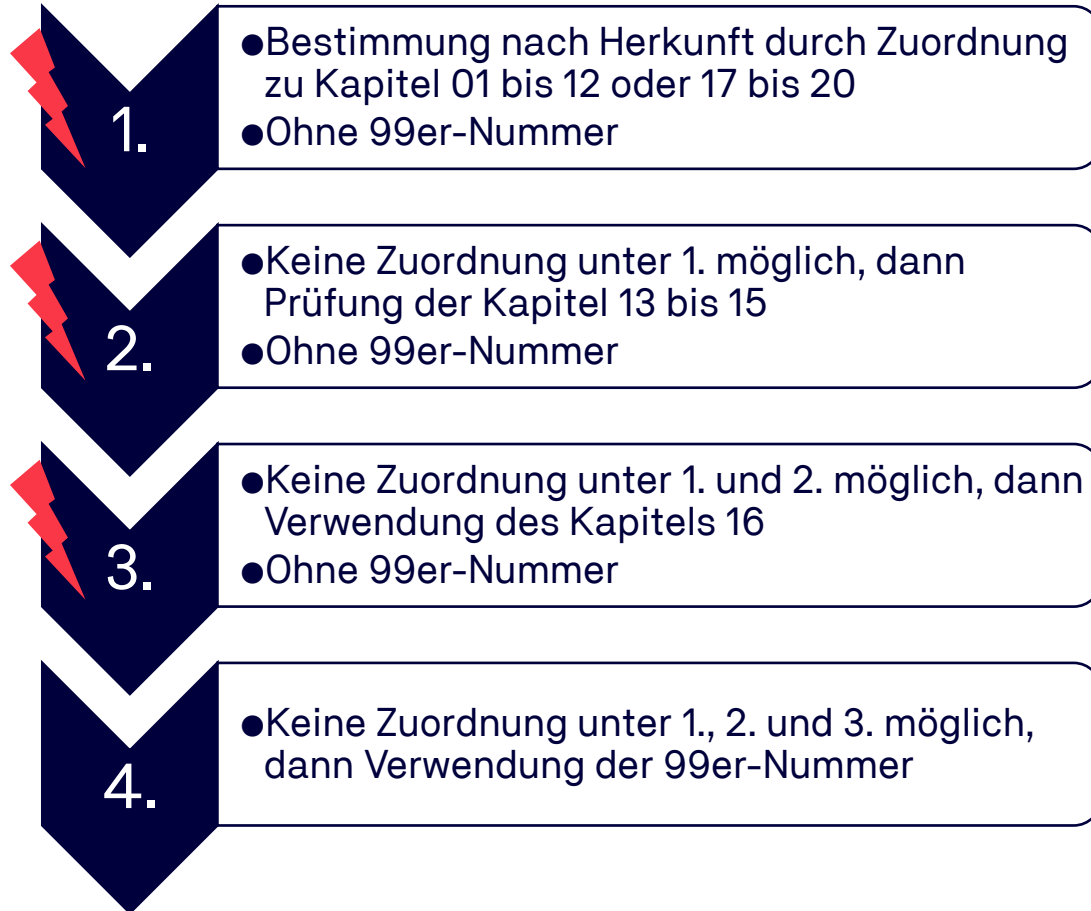 1.
●Bestimmung nach Herkunft durch Zuordnung
zu Kapitel 01 bis 12 oder 17 bis 20
●Ohne 99er-Nummer
2.
●Keine Zuordnung unter 1. möglich, dann
Prüfung der Kapitel 13 bis 15
●Ohne 99er-Nummer
3.
●Keine Zuordnung unter 1. und 2. möglich, dann
Verwendung des Kapitels 16
●Ohne 99er-Nummer
4.
●Keine Zuordnung unter 1., 2. und 3. möglich,
dann Verwendung der 99er-Nummer